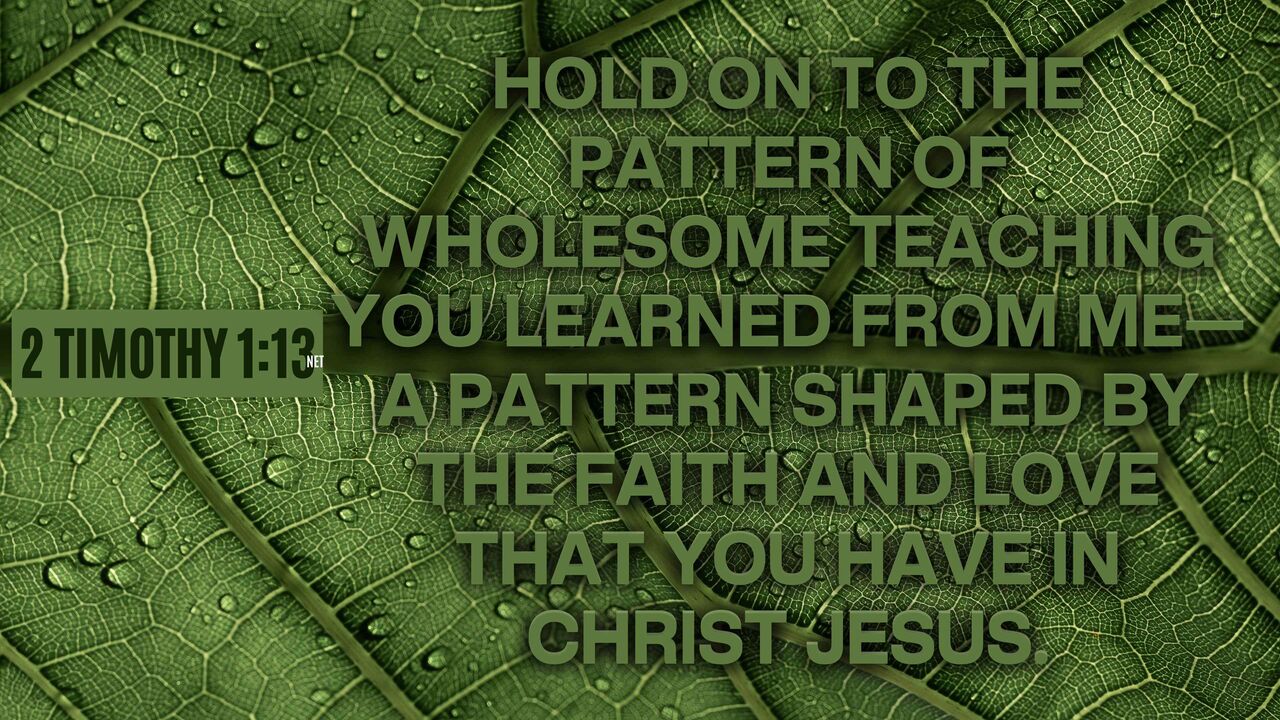 HOLD ON TO THE
PATTERN OF
WHOLESOME TEACHING
YOU LEARNED FROM ME—
A PATTERN SHAPED BY
THE FAITH AND LOVE
THAT YOU HAVE IN
CHRIST JESUS.
2 TIMOTHY 1:13
NET